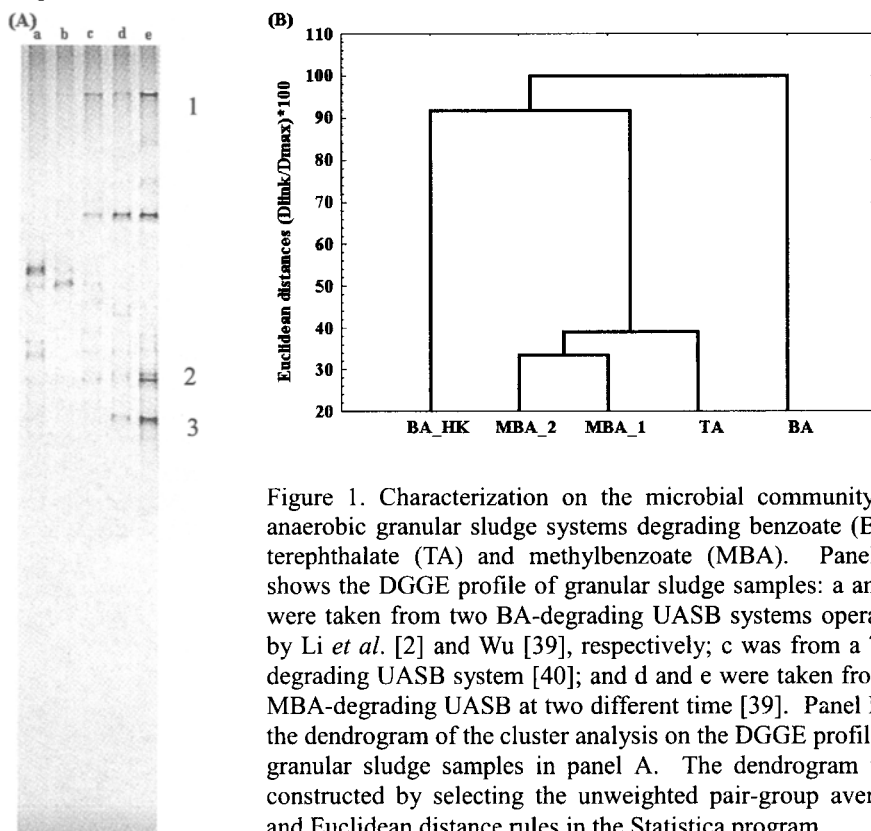 (A)
a b c d e
1
2
3
(B)
Euclidean distances (Dlink/Dmax)*100
110
100
90
80
70
60
50
40
30
20
BA_HK MBA_2 MBA_1 TA BA
Figure 1. Characterization on the microbial community
anaerobic granular sludge systems degrading benzoate (B
terephthalate (TA) and methylbenzoate (MBA). Panel
shows the DGGE profile of granular sludge samples: a an
were taken from two BA-degrading UASB systems opera
by Li et al. [2] and Wu [39], respectively; c was from a
degrading UASB system [40]; and d and e were taken fro
MBA-degrading UASB at two different time [39]. Panel
the dendrogram of the cluster analysis on the DGGE profil
granular sludge samples in panel A. The dendrogram
constructed by selecting the unweighted pair-group aver
and Euclidean distance rules in the Statistica program